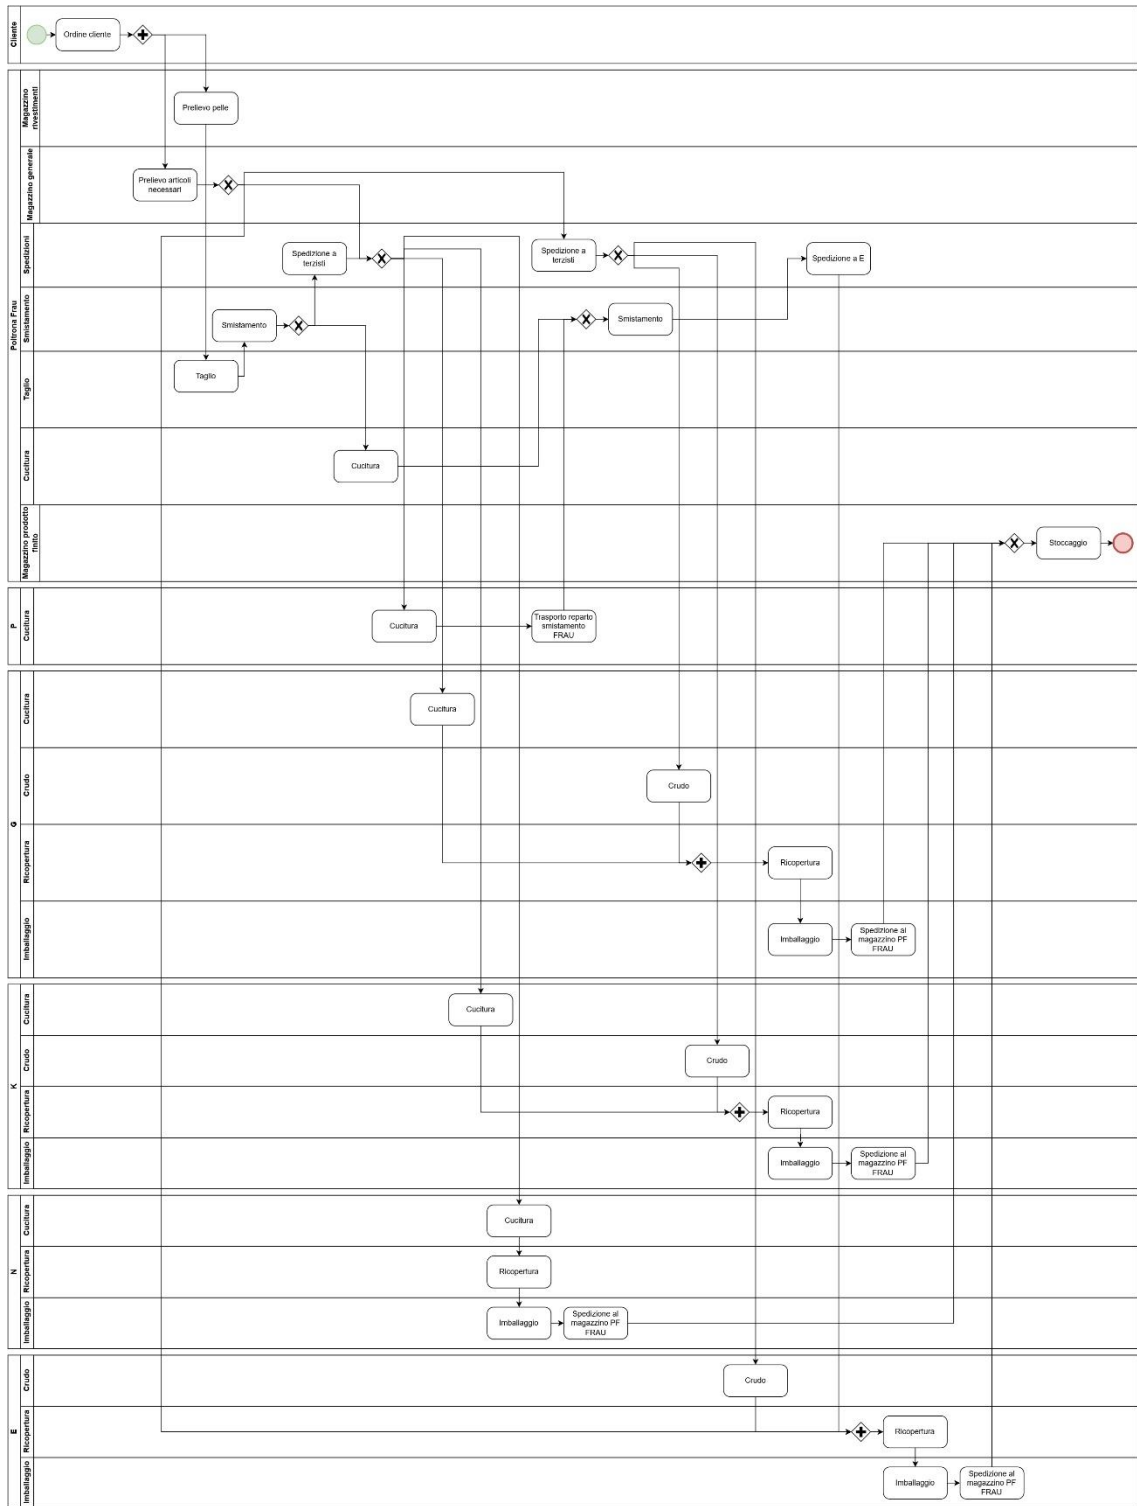 Cliente
Ordine cliente
Poltrona Frau
Magazzino
rivestimenti
Prelievo pelle
Magazzino generale
Prelievo articoli
necessari
Spedizioni
Spedizione a
terzisti
Spedizione a
terzisti
Spedizione a E
Smistamento
Smistamento
Smistamento
Taglio
Taglio
Cucitura
Cucitura
Magazzino prodotto
finito
Stoccaggio
P
Cucitura
Cucitura
Trasporto reparto
smistamento
FRAU
G
Cucitura
Cucitura
Crudo
Crudo
Ricopertura
Ricopertura
Imballaggio
Imballaggio
Spedizione al
magazzino PF
FRAU
K
Cucitura
Cucitura
Crudo
Crudo
Ricopertura
Ricopertura
Imballaggio
Imballaggio
Spedizione al
magazzino PF
FRAU
N
Cucitura
Cucitura
Ricopertura
Ricopertura
Imballaggio
Imballaggio
Spedizione al
magazzino PF
FRAU
E
Crudo
Crudo
Ricopertura
Ricopertura
Imballaggio
Imballaggio
Spedizione al
magazzino PF
FRAU